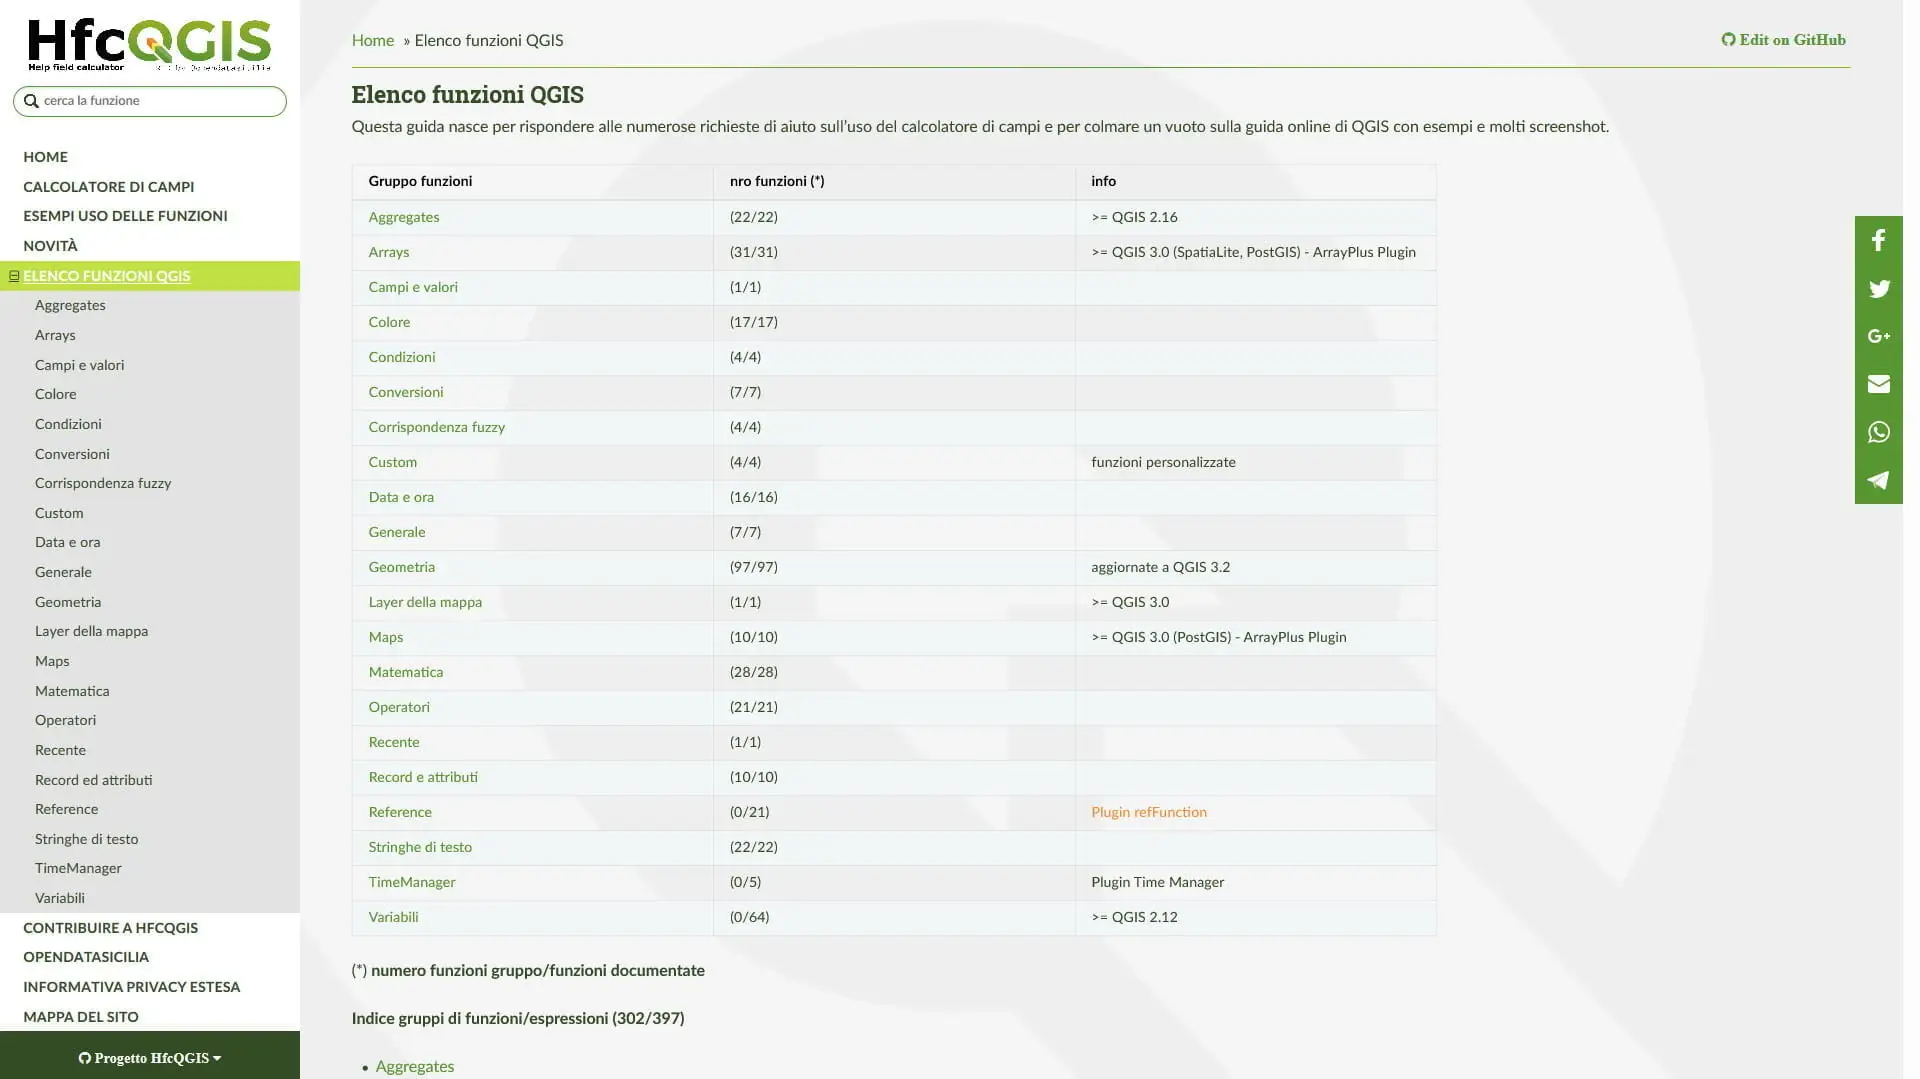 HfcQGIS
Help field calculator
cerca la funzione
HOME
CALCOLATORE DI CAMPI
ESEMPI USO DELLE FUNZIONI
NOVITÀ
ELENCO FUNZIONI QGIS
Aggregates
Arrays
Campi e valori
Colore
Condizioni
Conversioni
Corrispondenza fuzzy
Custom
Data e ora
Generale
Geometria
Layer della mappa
Maps
Matematica
Operatori
Recente
Record ed attributi
Reference
Stringhe di testo
TimeManager
Variabili
CONTRIBUIRE A HFCQGIS
OPENDATASICILIA
INFORMATIVA PRIVACY ESTESA
MAPPA DEL SITO
Progetto HfcQGIS
Home » Elenco funzioni QGIS
Edit on GitHub
Elenco funzioni QGIS
Questa guida nasce per rispondere alle numerose richieste di aiuto sull'uso del calcolatore di campi e per colmare un vuoto sulla guida online di QGIS con esempi e molti screenshot.
Gruppo funzioni nro funzioni (*) info
Aggregates (22/22) >= QGIS 2.16
Arrays (31/31) >= QGIS 3.0 (SpatiaLite, PostGIS) - ArrayPlus Plugin
Campi e valori (1/1)
Colore (17/17)
Condizioni (4/4)
Conversioni (7/7)
Corrispondenza fuzzy (4/4)
Custom (4/4) funzioni personalizzate
Data e ora (16/16)
Generale (7/7)
Geometria (97/97) aggiornate a QGIS 3.2
Layer della mappa (1/1) >= QGIS 3.0
Maps (10/10) >= QGIS 3.0 (PostGIS) - ArrayPlus Plugin
Matematica (28/28)
Operatori (21/21)
Recente (1/1)
Record e attributi (10/10)
Reference (0/21) Plugin refFunction
Stringhe di testo (22/22)
TimeManager (0/5) Plugin Time Manager
Variabili (0/64) >= QGIS 2.12
(*) numero funzioni gruppo/funzioni documentate
Indice gruppi di funzioni/espressioni (302/397)
• Aggregates